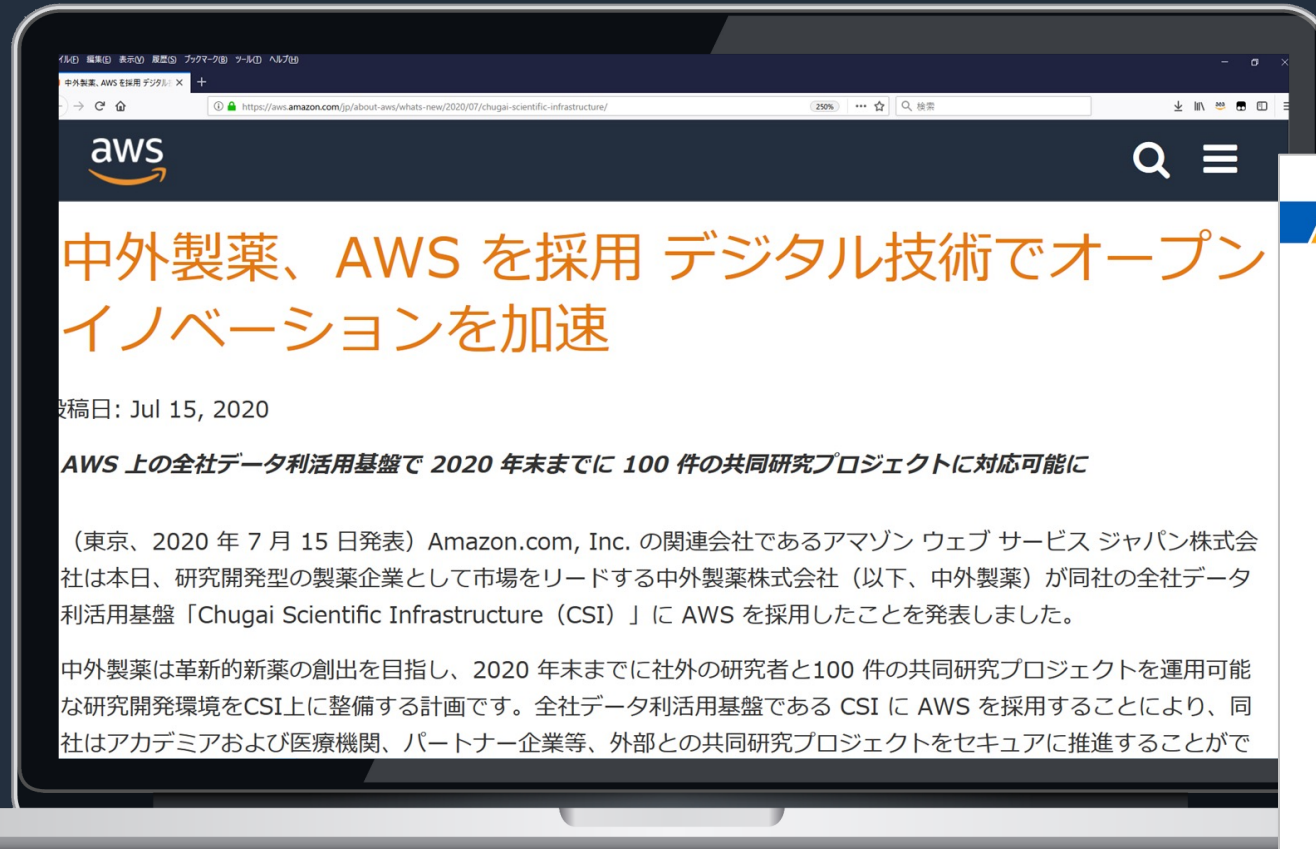 イル(F) 編集(E) 表示(V) 履歴(S) ブックマーク(B) ツール(T) ヘルプ(H)
中外製薬、AWS を採用 デジタル
https://aws.amazon.com/jp/about-aws/whats-new/2020/07/chugai-scientific-infrastructure/
250%
検索
aws
中外製薬、AWS を採用 デジタル技術でオープン
イノベーションを加速
投稿日: Jul 15, 2020
AWS 上の全社データ利活用基盤で 2020 年末までに 100 件の共同研究プロジェクトに対応可能に
（東京、2020 年 7 月 15 日発表）Amazon.com, Inc. の関連会社であるアマゾン ウェブ サービス ジャパン株式会
社は本日、研究開発型の製薬企業として市場をリードする中外製薬株式会社（以下、中外製薬）が同社の全社データ
利活用基盤「Chugai Scientific Infrastructure（CSI）」に AWS を採用したことを発表しました。
中外製薬は革新的新薬の創出を目指し、2020 年末までに社外の研究者と100 件の共同研究プロジェクトを運用可能
な研究開発環境をCSI上に整備する計画です。全社データ利活用基盤である CSI に AWS を採用することにより、同
社はアカデミアおよび医療機関、パートナー企業等、外部との共同研究プロジェクトをセキュアに推進することがで